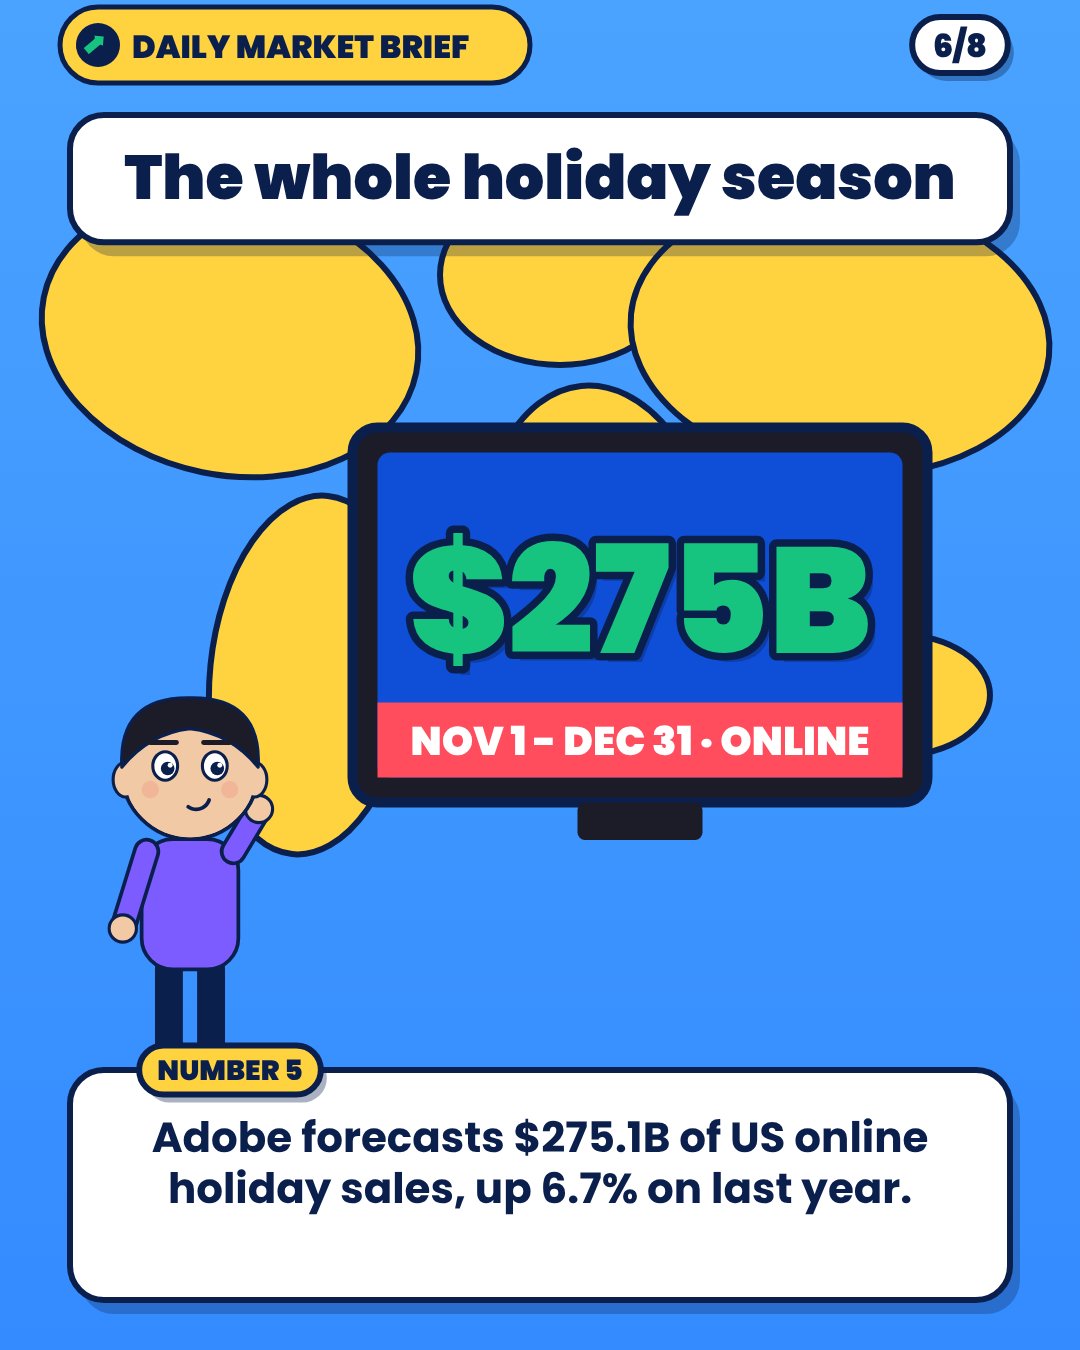 DAILY MARKET BRIEF
6/8
The whole holiday season
$275B
NOV 1 - DEC 31 • ONLINE
NUMBER 5
Adobe forecasts $275.1B of US online
holiday sales, up 6.7% on last year.